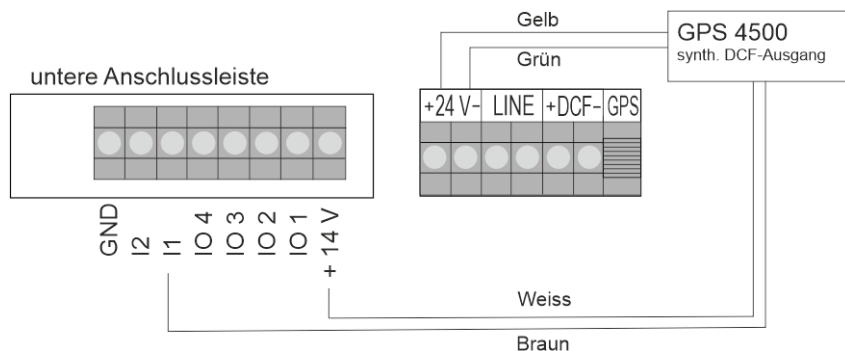 Gelb
GPS 4500
synth. DCF-Ausgang
Grün
untere Anschlussleiste
+24 V- LINE +DCF- GPS
GND
I2
I1
IO 4
IO 3
IO 2
IO 1
+ 14 V
Weiss
Braun